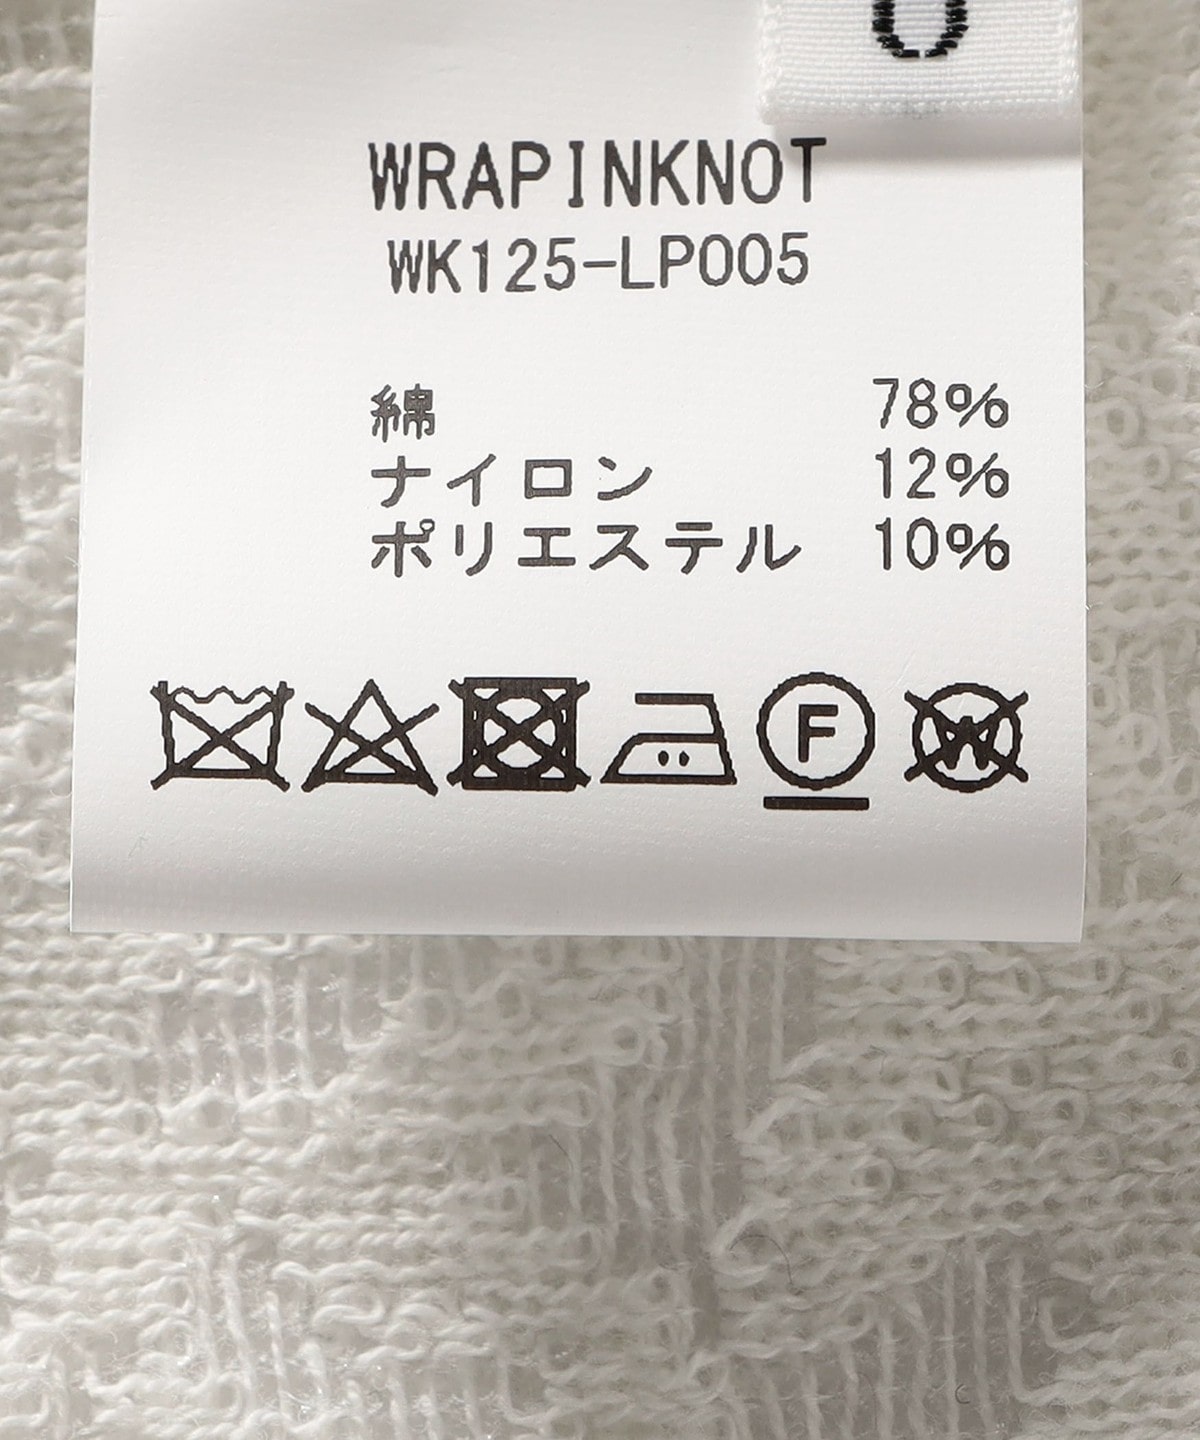 WRAPINKNOT
WK125-LP005
綿 78%
ナイロン 12%
ポリエステル 10%
F
W